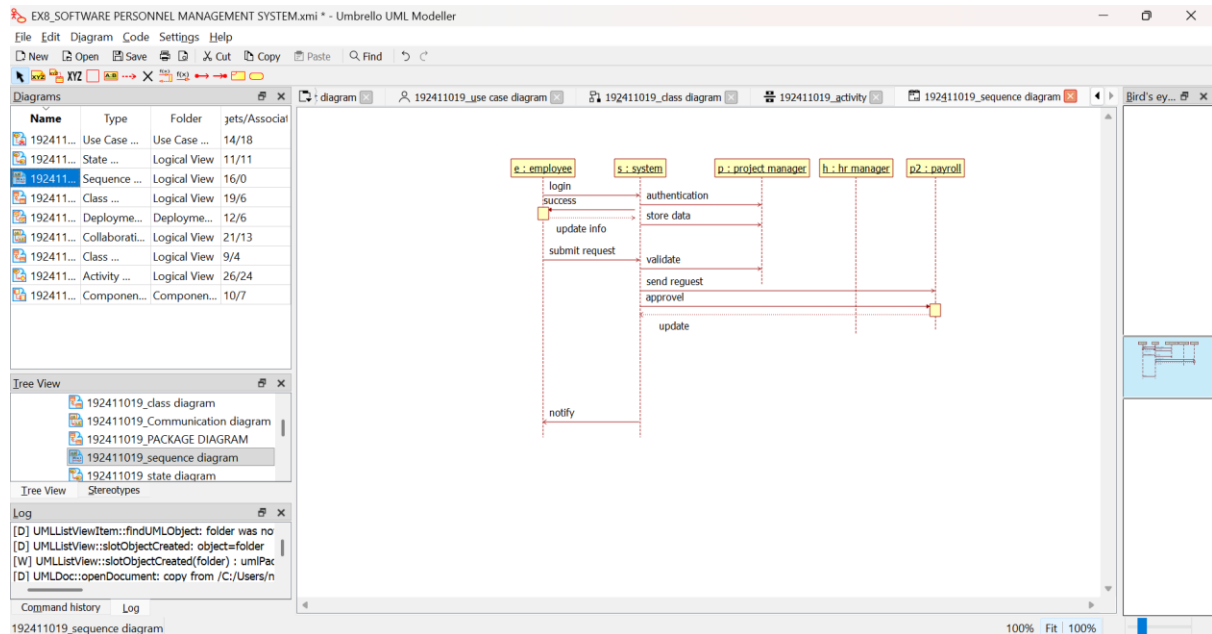 EX8_SOFTWARE PERSONNEL MANAGEMENT SYSTEM.xmi * - Umbrello UML Modeller
File Edit Diagram Code Settings Help
New Open Save Cut Copy Paste Find
Diagrams
Name Type Folder gets/Associat
192411... Use Case ... Use Case ... 14/18
192411... State ... Logical View 11/11
192411... Sequence ... Logical View 16/0
192411... Class ... Logical View 19/6
192411... Deployme... Deployme... 12/6
192411... Collaborati... Logical View 21/13
192411... Class ... Logical View 9/4
192411... Activity ... Logical View 26/24
192411... Componen... Componen... 10/7
Tree View
192411019_class diagram
192411019_Communication diagram
192411019_PACKAGE DIAGRAM
192411019_sequence diagram
192411019_state diagram
Tree View Stereotypes
Log
[D] UMLListViewItem::findUMLObject: folder was no
[D] UMLListView::slotObjectCreated: object=folder
[W] UMLListView::slotObjectCreated(folder) : umlPac
[D] UMLDoc::openDocument: copy from /C:/Users/n
Command history Log
192411019_sequence diagram
diagram 192411019_use case diagram 192411019_class diagram 192411019_activity 192411019_sequence diagram
e : employee s : system p : project manager h : hr manager p2 : payroll
login
success
authentication
store data
update info
submit request
validate
send request
approvel
update
notify
Bird's ey...
100% Fit 100%